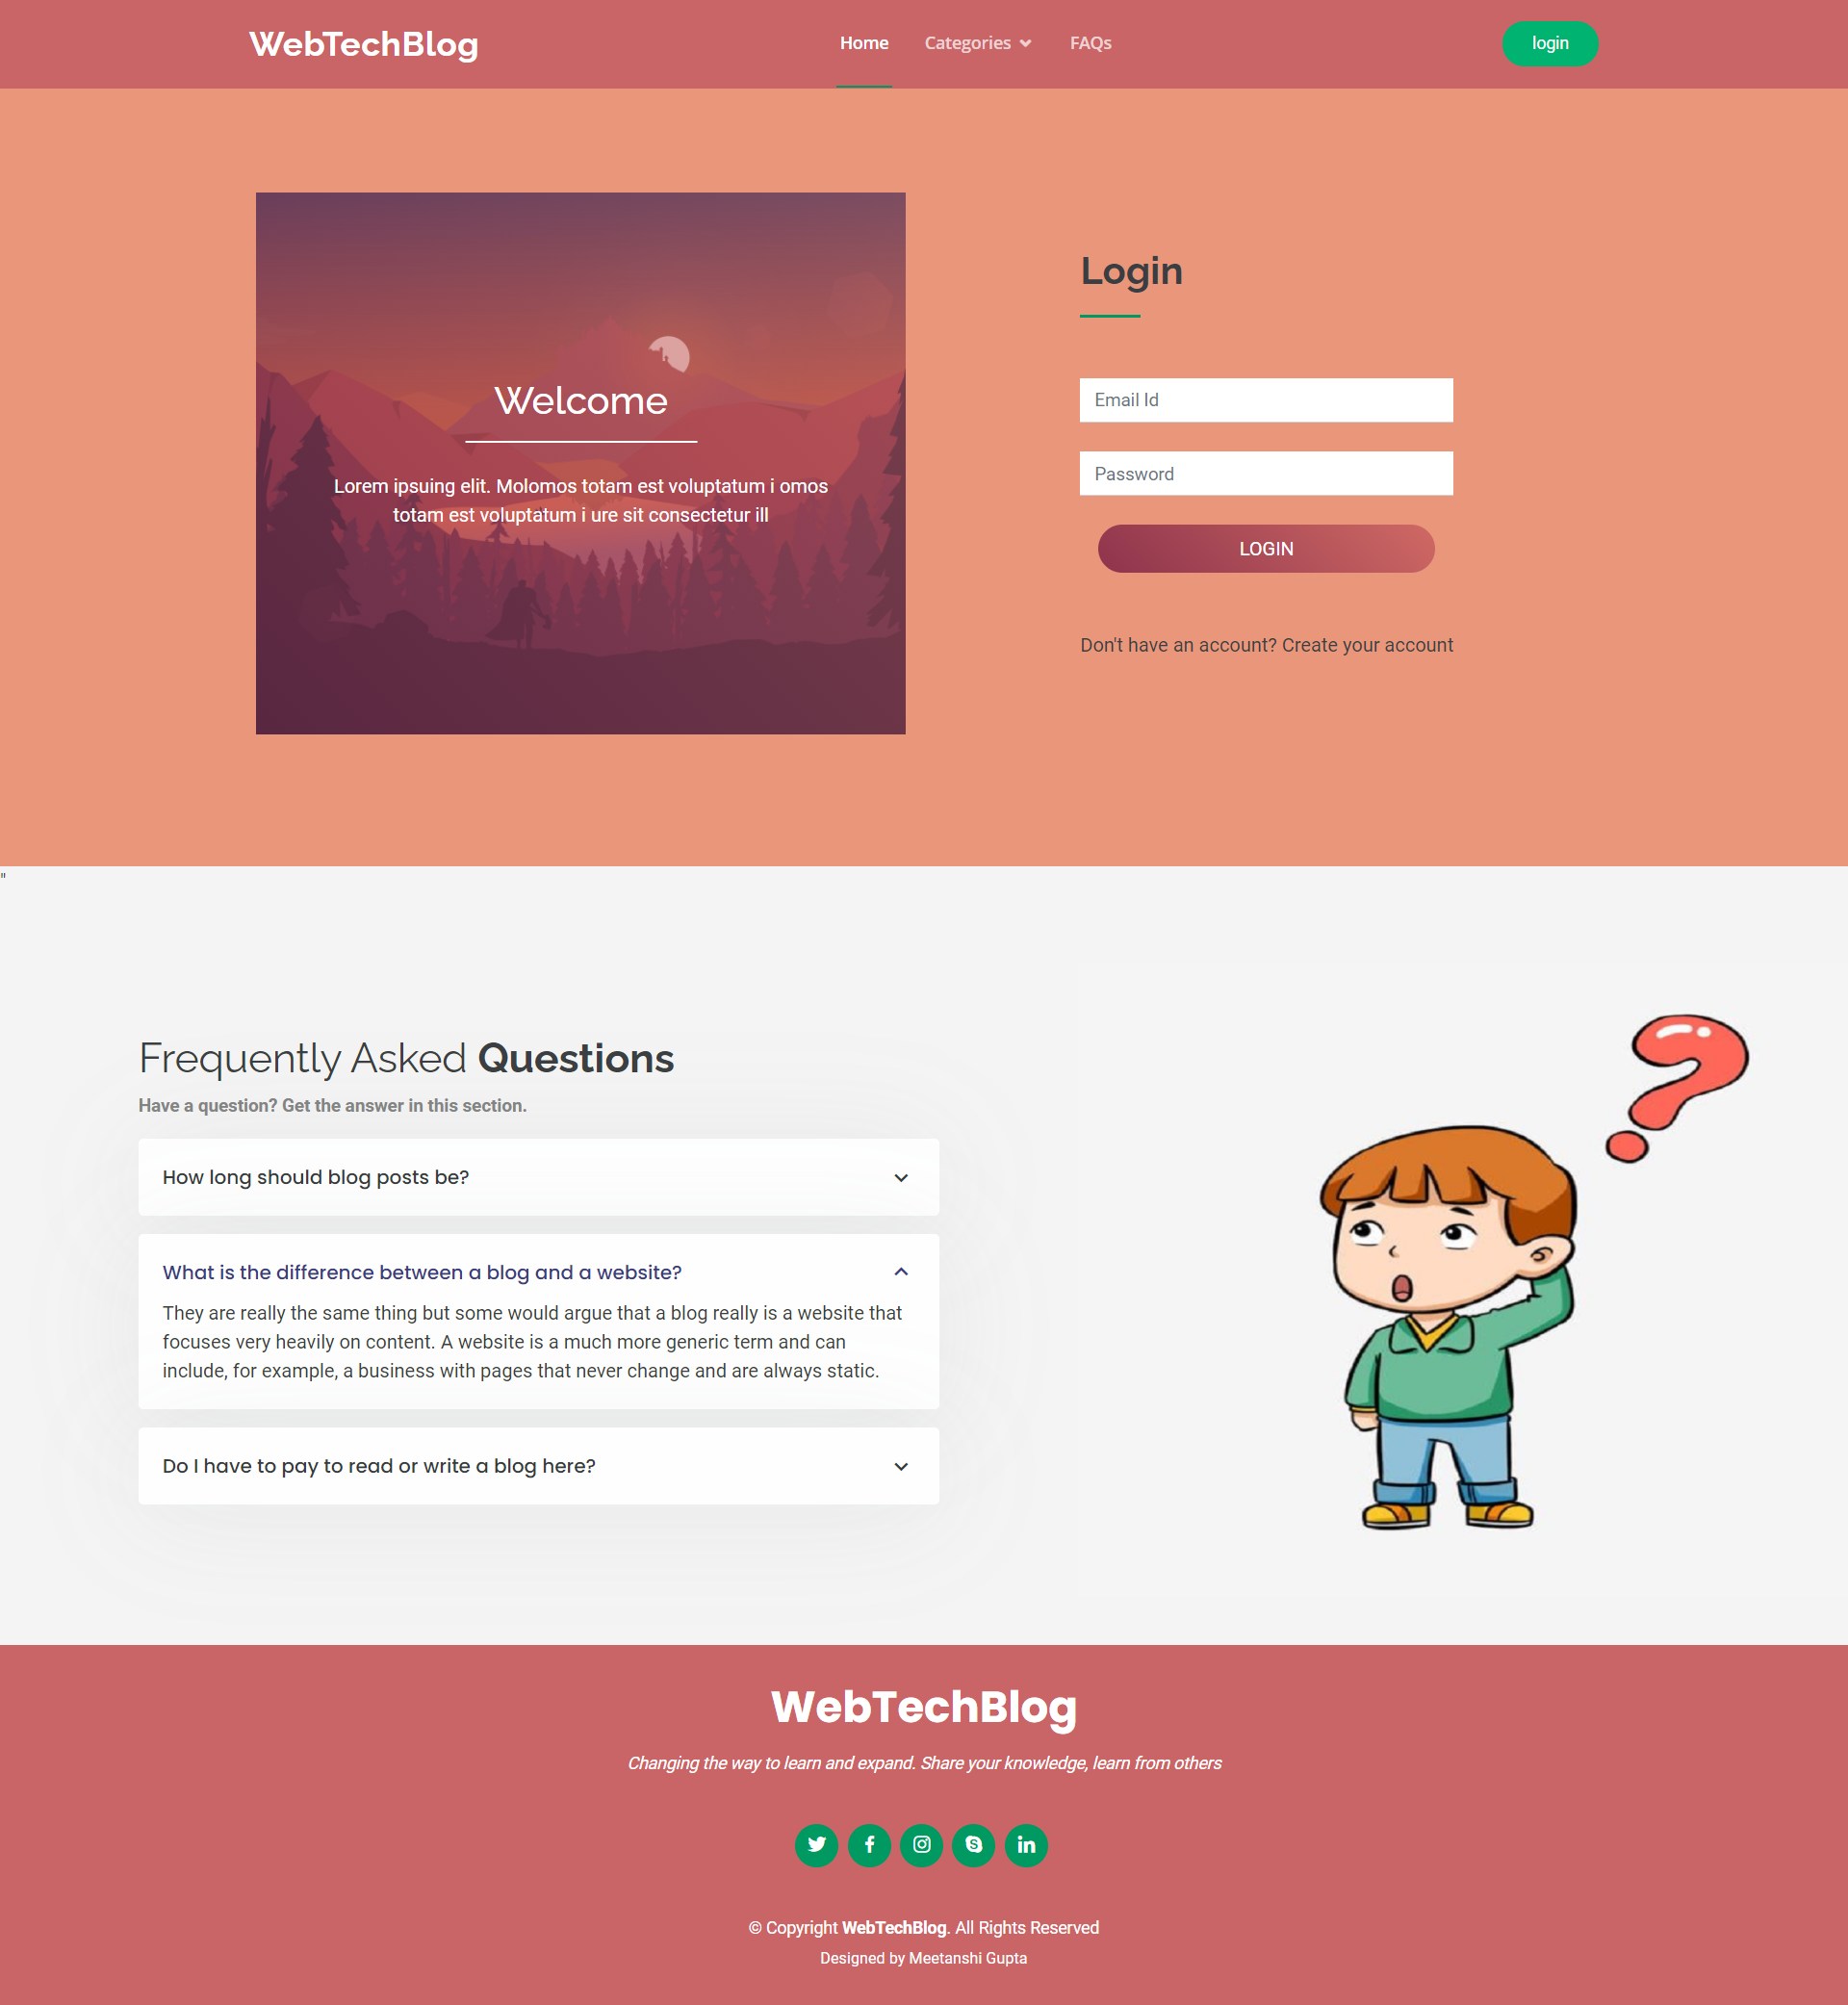 WebTechBlog
Home
Categories
FAQs
login
Welcome
Lorem ipsuing elit. Molomos totam est voluptatum i omos
totam est voluptatum i ure sit consectetur ill
Login
Email Id
Password
LOGIN
Don't have an account? Create your account
"
Frequently Asked Questions
Have a question? Get the answer in this section.
How long should blog posts be?
What is the difference between a blog and a website?
They are really the same thing but some would argue that a blog really is a website that
focuses very heavily on content. A website is a much more generic term and can
include, for example, a business with pages that never change and are always static.
Do I have to pay to read or write a blog here?
WebTechBlog
Changing the way to learn and expand. Share your knowledge, learn from others
© Copyright WebTechBlog. All Rights Reserved
Designed by Meetanshi Gupta